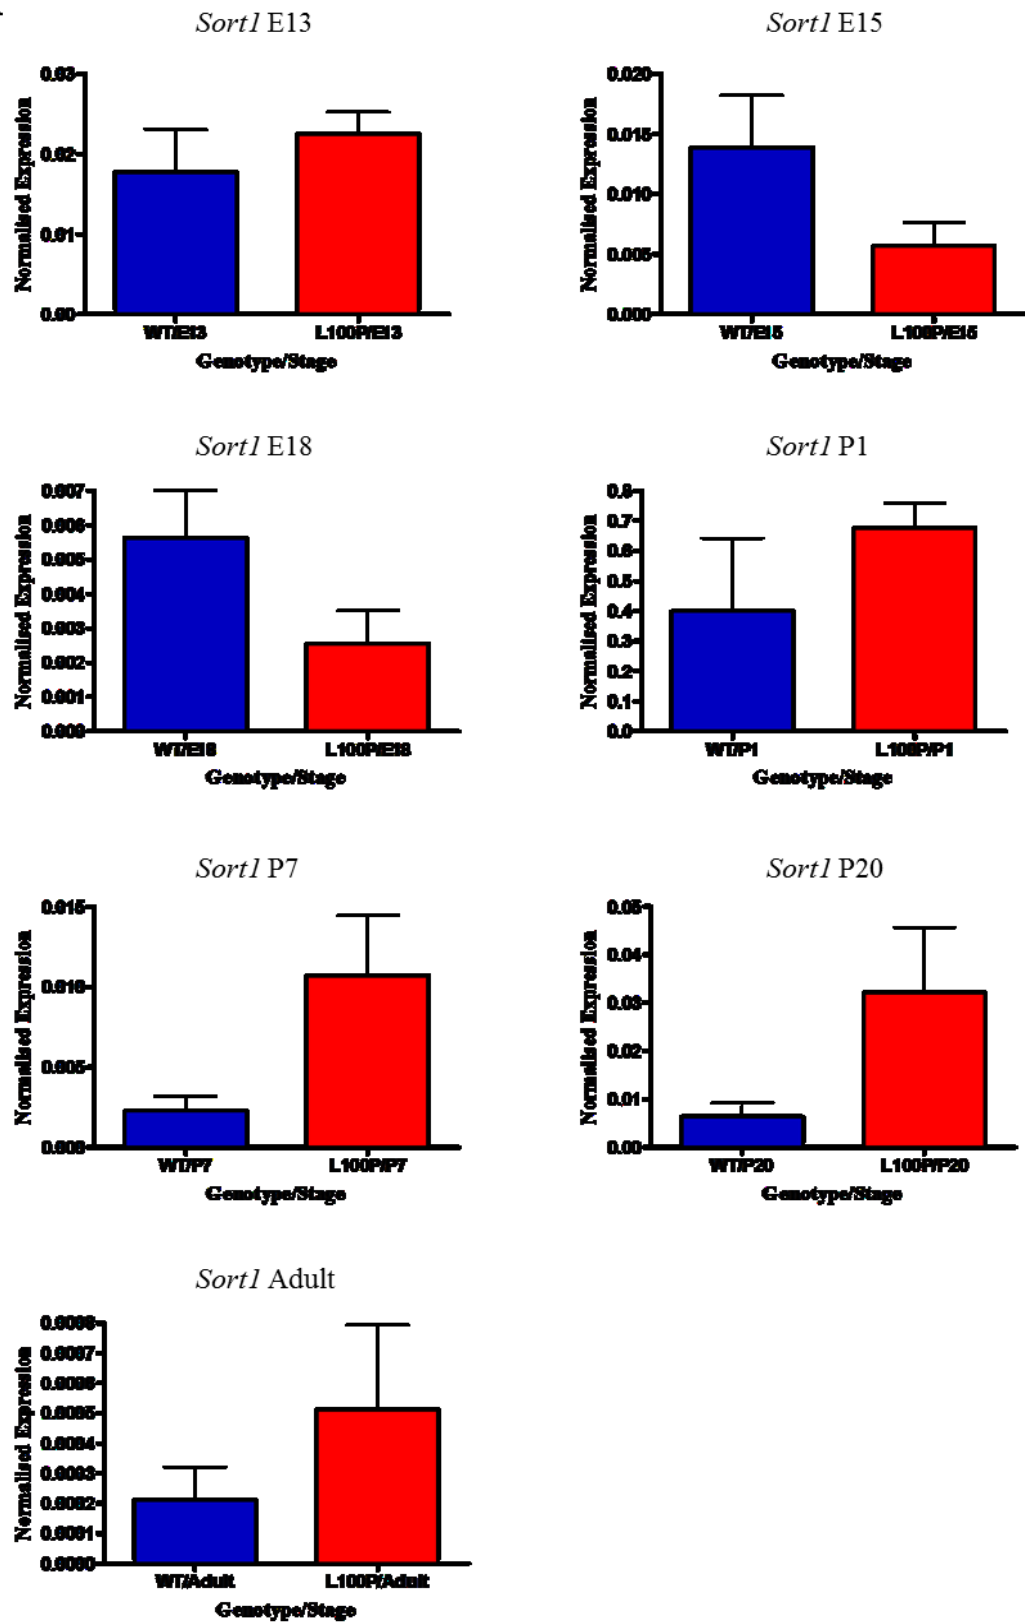 Sort1 E13
0.03
0.02
0.01
0.00
Normalised Expression
WT/E13 L100P/E13
Genotype/Stage
Sort1 E15
0.020
0.015
0.010
0.005
0.000
Normalised Expression
WT/E15 L100P/E15
Genotype/Stage
Sort1 E18
0.007
0.006
0.005
0.004
0.003
0.002
0.001
0.000
Normalised Expression
WT/E18 L100P/E18
Genotype/Stage
Sort1 P1
0.8
0.7
0.6
0.5
0.4
0.3
0.2
0.1
0.0
Normalised Expression
WT/P1 L100P/P1
Genotype/Stage
Sort1 P7
0.015
0.010
0.005
0.000
Normalised Expression
WT/P7 L100P/P7
Genotype/Stage
Sort1 P20
0.05
0.04
0.03
0.02
0.01
0.00
Normalised Expression
WT/P20 L100P/P20
Genotype/Stage
Sort1 Adult
0.0008
0.0007
0.0006
0.0005
0.0004
0.0003
0.0002
0.0001
0.0000
Normalised Expression
WT/Adult L100P/Adult
Genotype/Stage